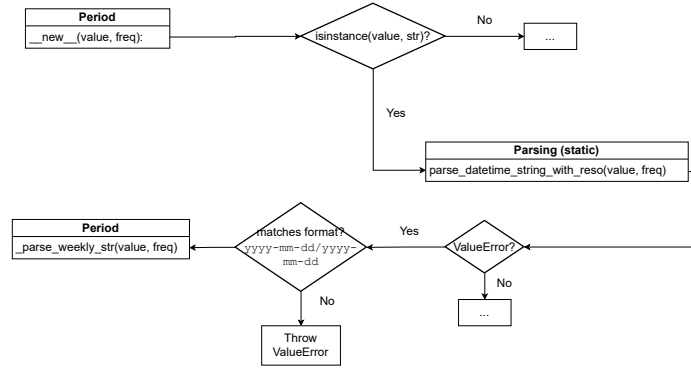 Period
__new__(value, freq):
isinstance(value, str)?
No
...
Yes
Parsing (static)
parse_datetime_string_with_reso(value, freq)
Period
_parse_weekly_str(value, freq)
matches format?
yyyy-mm-dd/yyyy-
mm-dd
Yes
ValueError?
No
...
No
Throw
ValueError